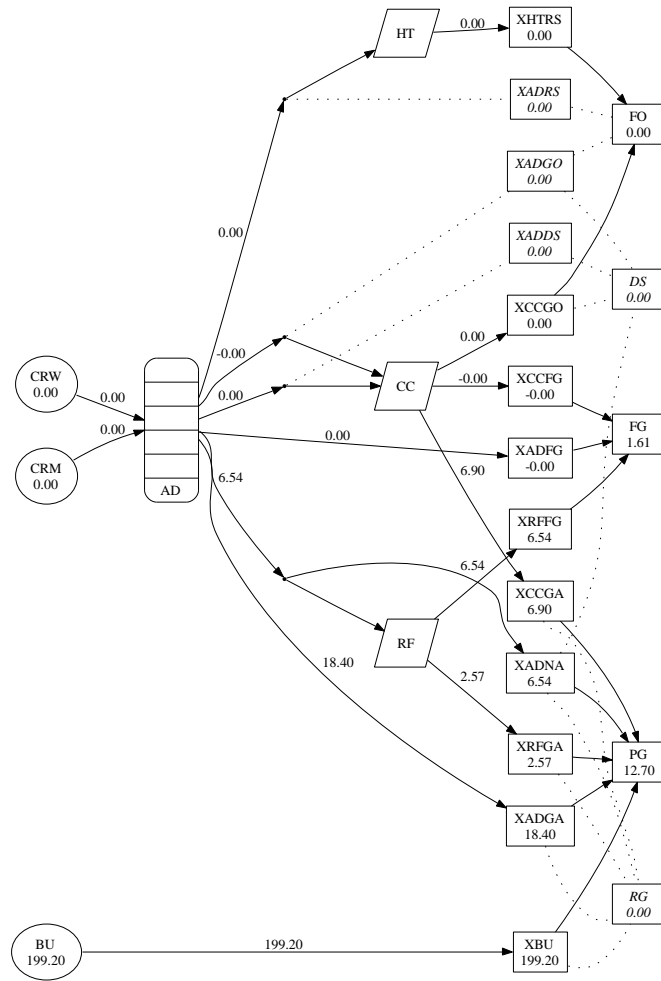 HT
0.00
XHTRS
0.00
XADRS
0.00
FO
0.00
XADGO
0.00
0.00
XADDS
0.00
DS
0.00
XCCGO
0.00
-0.00
0.00
CRW
0.00
0.00
0.00
CC
-0.00
XCCFG
-0.00
FG
1.61
0.00
XADFG
-0.00
CRM
0.00
0.00
AD
6.54
6.90
XRFFG
6.54
6.54
XCCGA
6.90
RF
18.40
2.57
XADNA
6.54
XRFGA
2.57
PG
12.70
XADGA
18.40
RG
0.00
BU
199.20
199.20
XBU
199.20